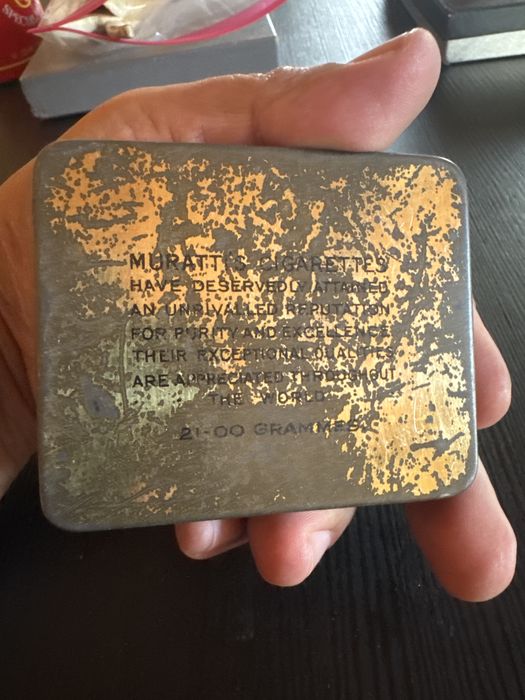 MURATTI'S CIGARETTES
HAVE DESERVEDLY ATTAINED
AN UNRIVALLED REPUTATION
FOR PURITY AND EXCELLENCE
THEIR EXCEPTIONAL QUALITIES
ARE APPRECIATED THROUGHOUT
THE WORLD
21-00 GRAMMES